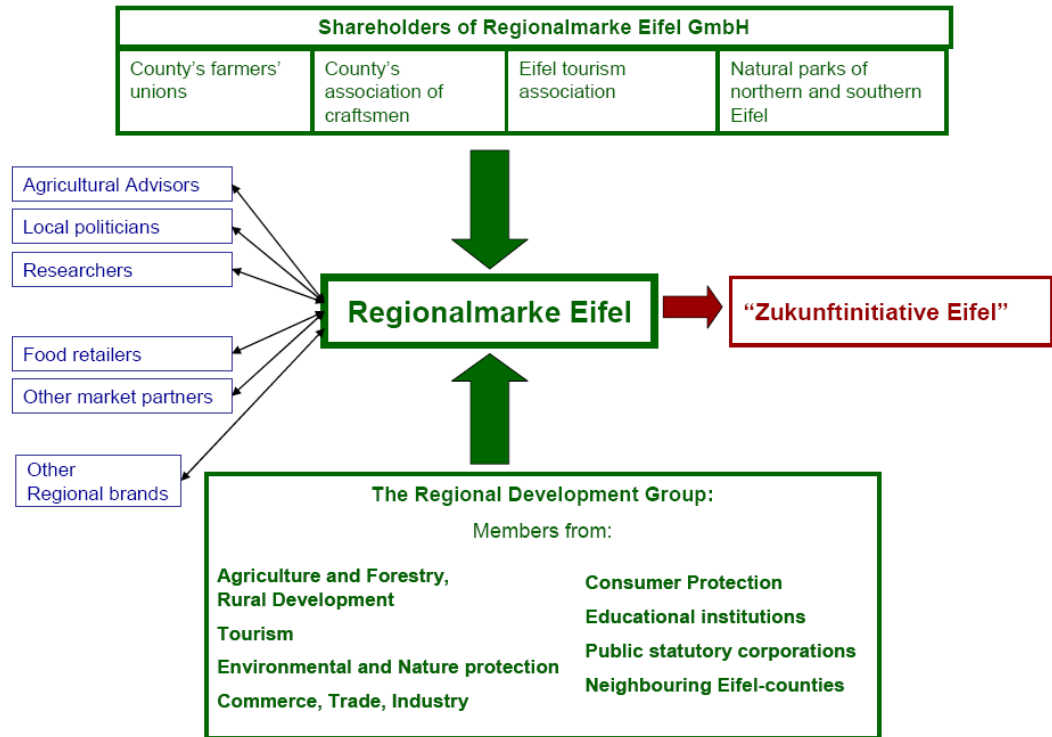 Shareholders of Regionalmarke Eifel GmbH
County's farmers'
unions
County's
association of
craftsmen
Eifel tourism
association
Natural parks of
northern and southern
Eifel
Agricultural Advisors
Local politicians
Researchers
Food retailers
Other market partners
Other
Regional brands
Regionalmarke Eifel
“Zukunftinitiative Eifel”
The Regional Development Group:
Members from:
Agriculture and Forestry,
Rural Development
Tourism
Environmental and Nature protection
Commerce, Trade, Industry
Consumer Protection
Educational institutions
Public statutory corporations
Neighbouring Eifel-counties